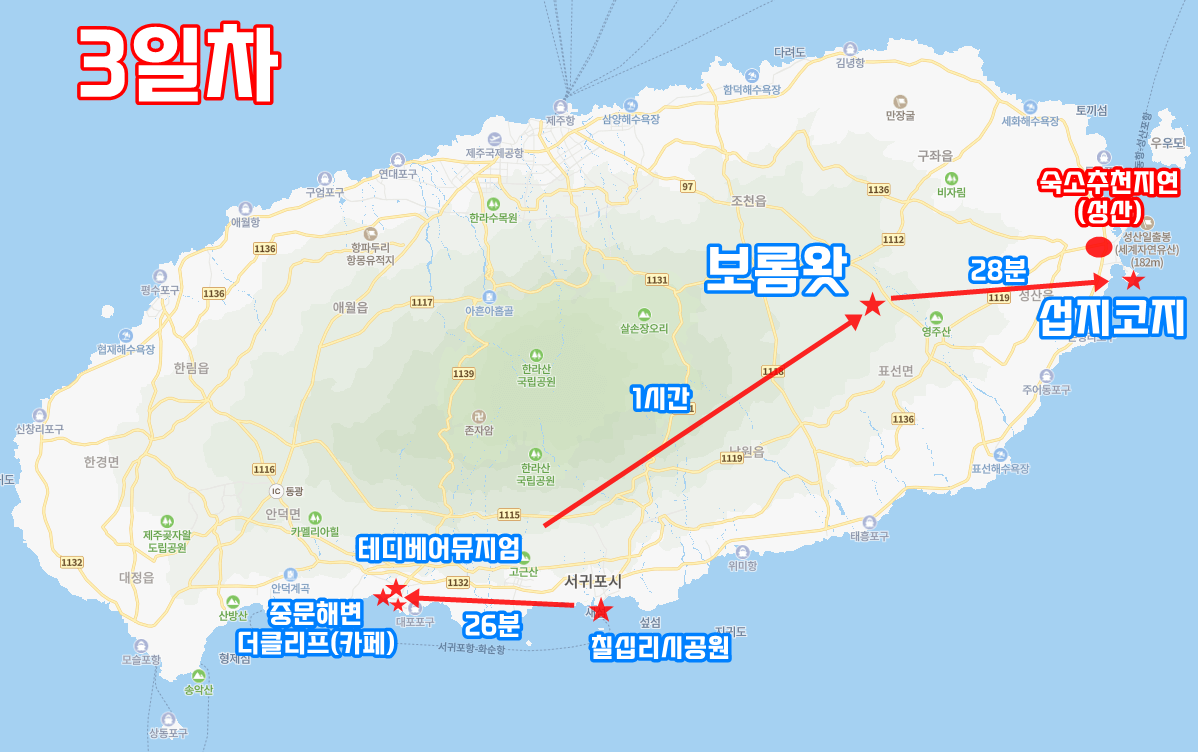 3일차
다려도
김녕항
함덕해수욕장
제주항
삼양해수욕장
만장굴
세화해수욕장
토끼섬
제주국제공항
연대포구
구좌읍
우도
구엄포구
97
1136
비자림
숙소추천지역
(성산)
조천읍
한라수목원
애월항
항파두리
항몽유적지
1136
1112
성산일출봉
(세계자연유산)
(182m)
보롬왓
28분
1119
성산읍
섭지코지
평수포구
1136
1131
1117
아흔아홉골
애월읍
살손장오리
영주산
협재해수욕장
한림읍
한라산
국립공원
1139
1118
표선면
주어동포구
1시간
신창리포구
존자암
1136
한경면
남원읍
1119
한라산
국립공원
표선해수욕장
1116
IC 동광
안덕면
1115
제주곶자왈
도립공원
카멜리아힐
태흥포구
테디베어뮤지엄
위미항
고근산
1132
대정읍
안덕계곡
1132
서귀포시
산방산
중문해변
더클리프(카페)
대포포구
26분
섶섬
지귀도
칠십리시공원
모슬포항
형제섬
서귀포항-화순항
송악산
상동포구